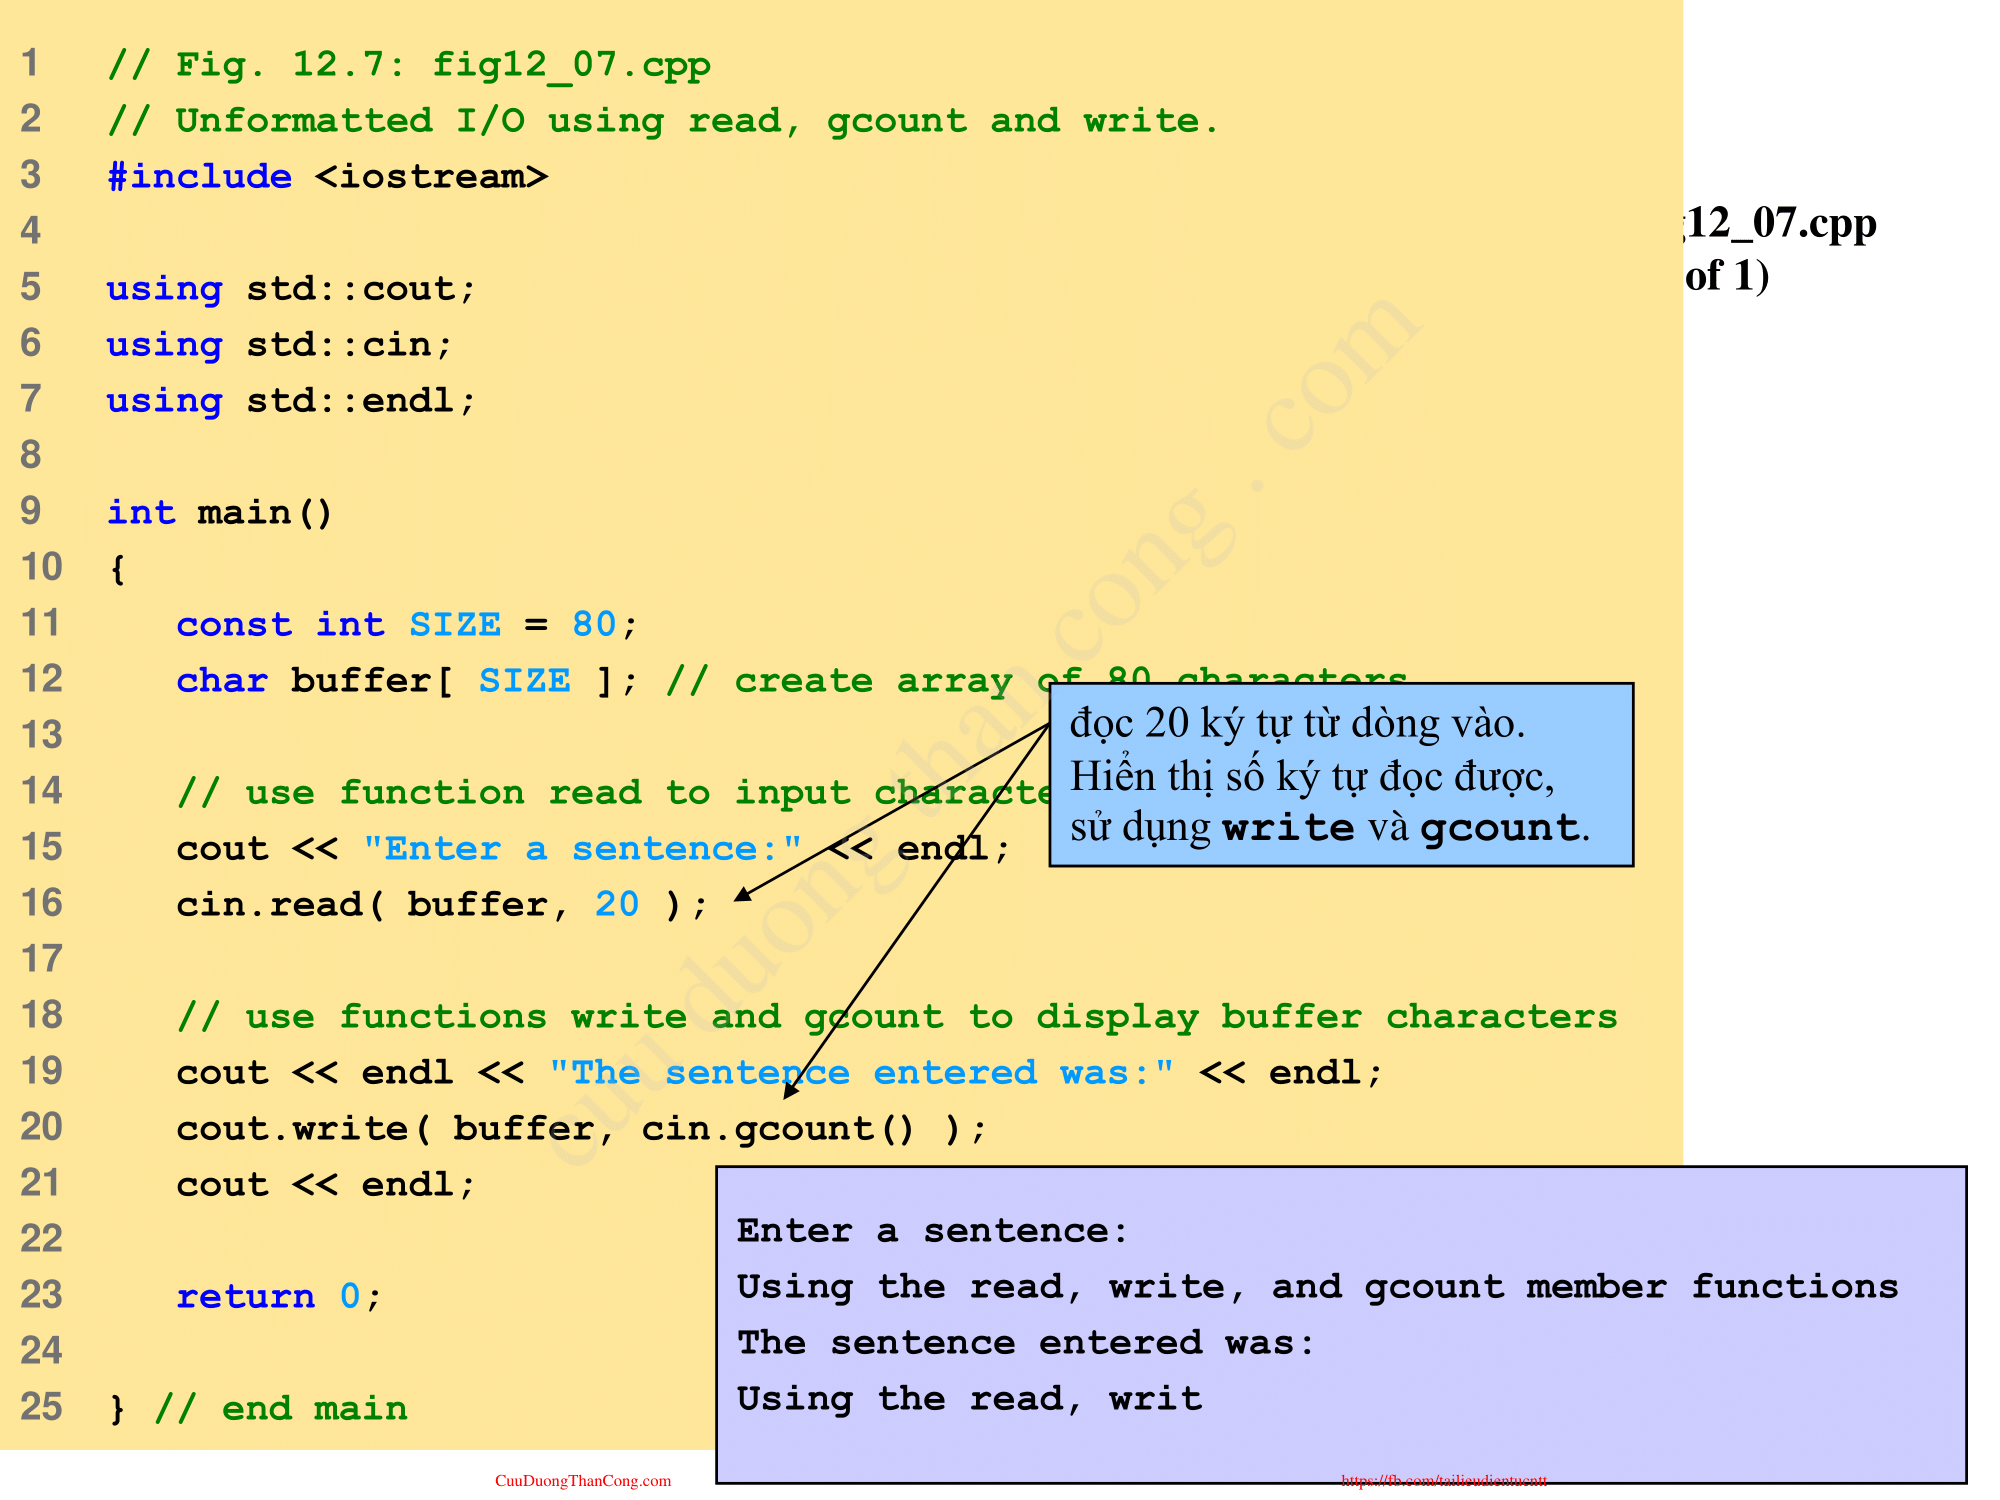 1 // Fig. 12.7: fig12_07.cpp
2 // Unformatted I/O using read, gcount and write.
3 #include <iostream>
4
5 using std::cout;
6 using std::cin;
7 using std::endl;
8
9 int main()
10 {
11 const int SIZE = 80;
12 char buffer[ SIZE ]; // create array of 80 characters
13
14 // use function read to input characte
15 cout << "Enter a sentence:" << endl;
16 cin.read( buffer, 20 );
17
18 // use functions write and gcount to display buffer characters
19 cout << endl << "The sentence entered was:" << endl;
20 cout.write( buffer, cin.gcount() );
21 cout << endl;
22
23 return 0;
24
25 } // end main
g12_07.cpp
of 1)
đọc 20 ký tự từ dòng vào.
Hiển thị số ký tự đọc được,
sử dụng write và gcount.
Enter a sentence:
Using the read, write, and gcount member functions
The sentence entered was:
Using the read, writ
cuu duong than cong . com
CuuDuongThanCong.com
https://fb.com/tailieudientucntt